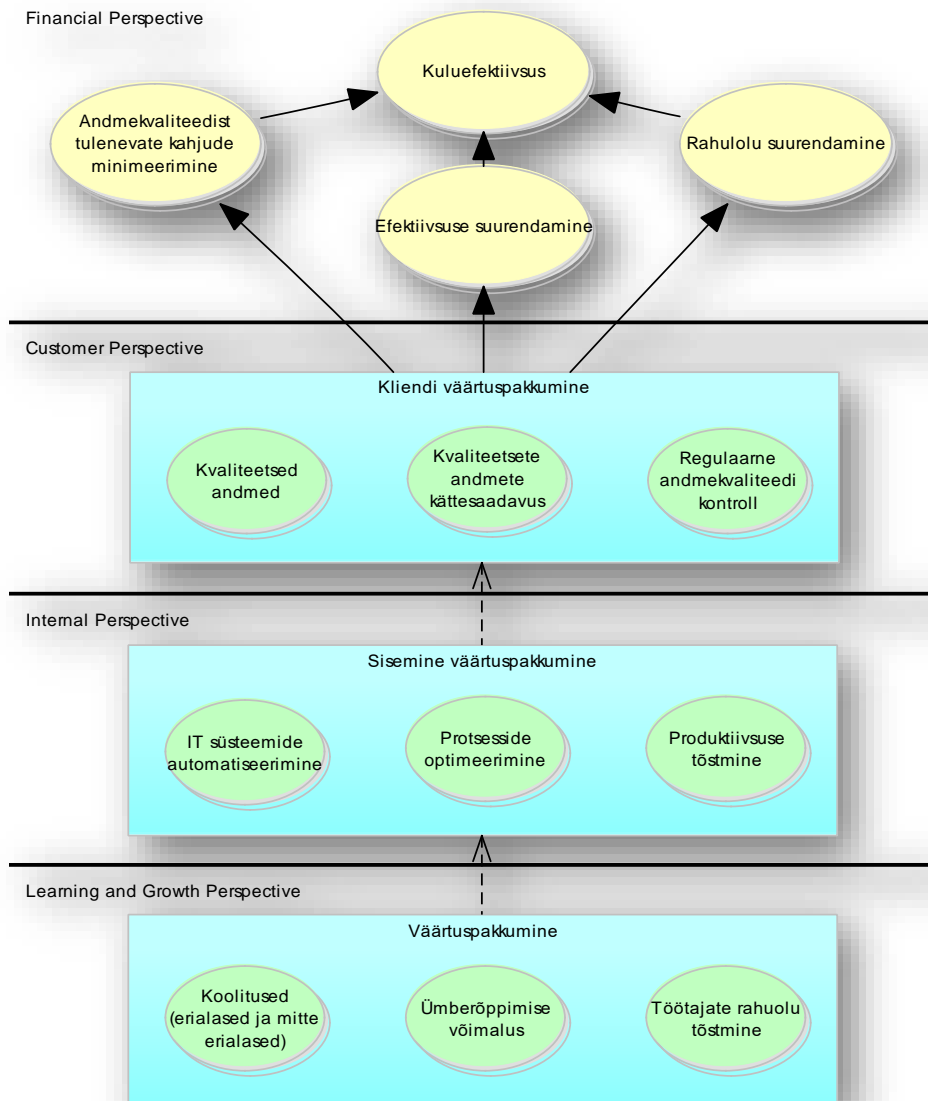 Financial Perspective
Kuluefektiivsus
Andmekvaliteedist
tulenevate kahjude
minimeerimine
Rahulolu suurendamine
Efektiivsuse suurendamine
Customer Perspective
Kliendi väärtuspakkumine
Kvaliteetsed
andmed
Kvaliteetsete
andmete
kättesaadavus
Regulaarne
andmekvaliteedi
kontroll
Internal Perspective
Sisemine väärtuspakkumine
IT süsteemide
automatiseerimine
Protsesside
optimeerimine
Produktiivsuse
tõstmine
Learning and Growth Perspective
Väärtuspakkumine
Koolitused
(erialased ja mitte
erialased)
Ümberõppimise
võimalus
Töötajate rahuolu
tõstmine